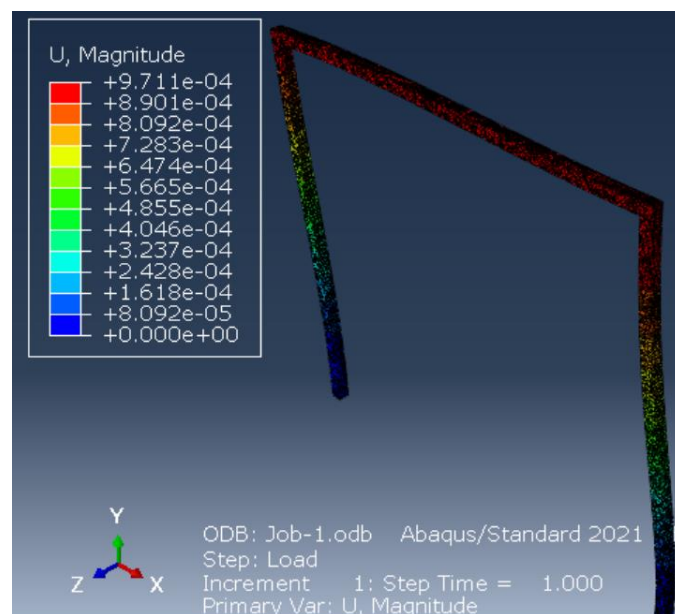 U, Magnitude
+9.711e-04
+8.901e-04
+8.092e-04
+7.283e-04
+6.474e-04
+5.665e-04
+4.855e-04
+4.046e-04
+3.237e-04
+2.428e-04
+1.618e-04
+8.092e-05
+0.000e+00
Y
Z X
ODB: Job-1.odb Abaqus/Standard 2021
Step: Load
Increment 1: Step Time = 1.000
Primary Var: U, Magnitude